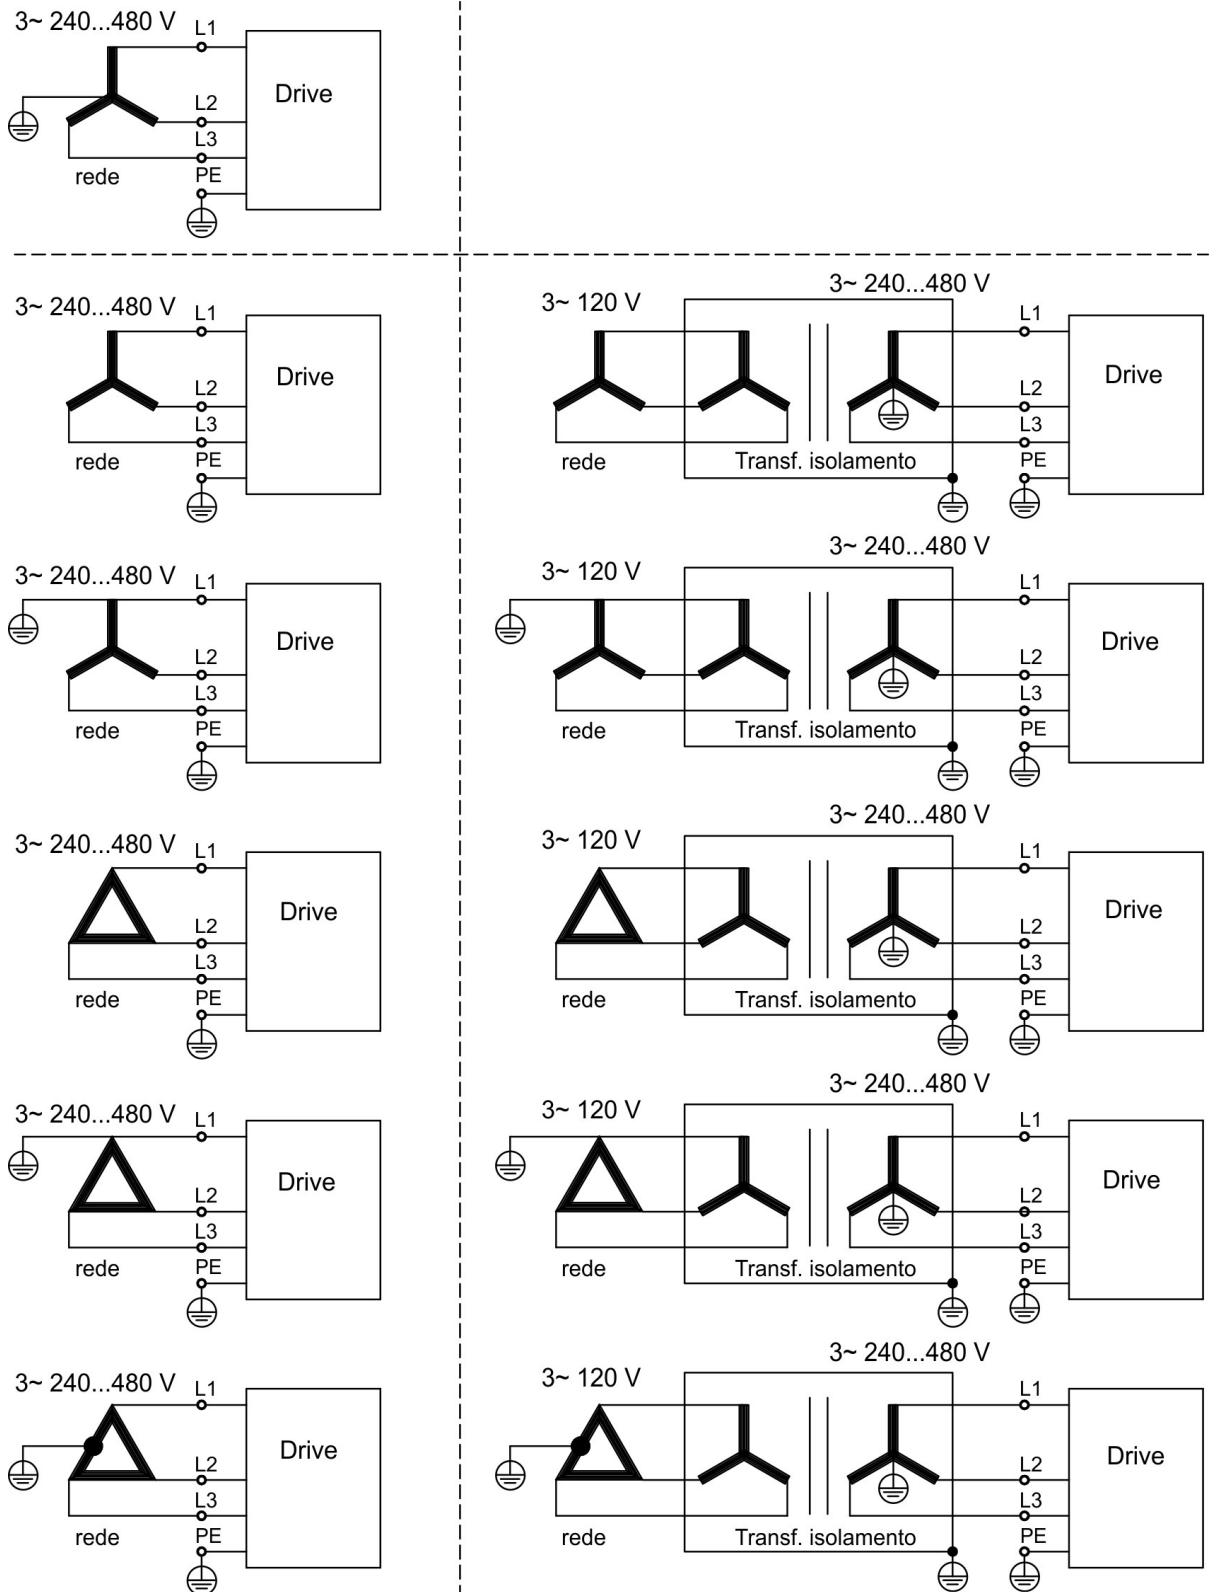 3~ 240...480 V
L1
Drive
L2
L3
rede
PE
3~ 240...480 V
L1
Drive
L2
L3
rede
PE
3~ 120 V
3~ 240...480 V
L1
Drive
L2
L3
rede
Transf. isolamento
PE
3~ 240...480 V
L1
Drive
L2
L3
rede
PE
3~ 120 V
3~ 240...480 V
L1
Drive
L2
L3
rede
Transf. isolamento
PE
3~ 240...480 V
L1
Drive
L2
L3
rede
PE
3~ 120 V
3~ 240...480 V
L1
Drive
L2
L3
rede
Transf. isolamento
PE
3~ 240...480 V
L1
Drive
L2
L3
rede
PE
3~ 120 V
3~ 240...480 V
L1
Drive
L2
L3
rede
Transf. isolamento
PE
3~ 240...480 V
L1
Drive
L2
L3
rede
PE
3~ 120 V
3~ 240...480 V
L1
Drive
L2
L3
rede
Transf. isolamento
PE